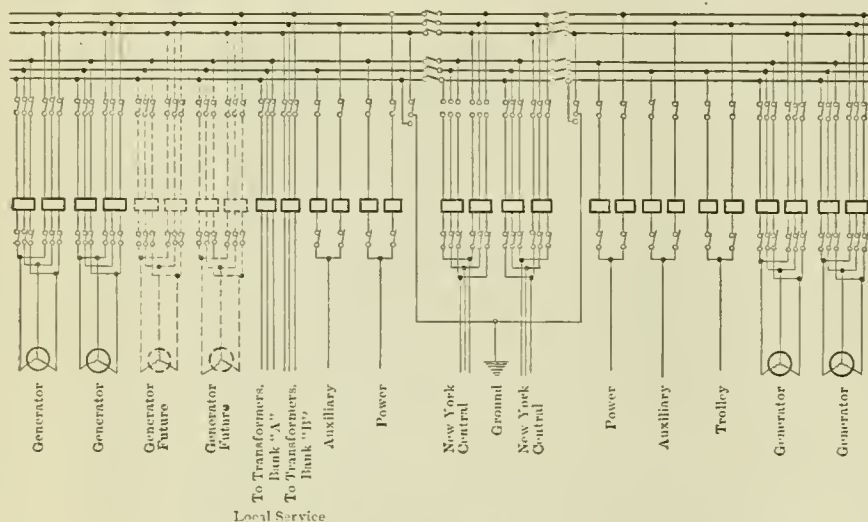 Generator
Generator
Generator
Future
Generator
Future
To Transformers,
Bank "A"
To Transformers,
Bank "B"
Auxiliary
Power
New York
Central
Ground
New York
Central
Power
Auxiliary
Trolley
Generator
Generator
Local Service